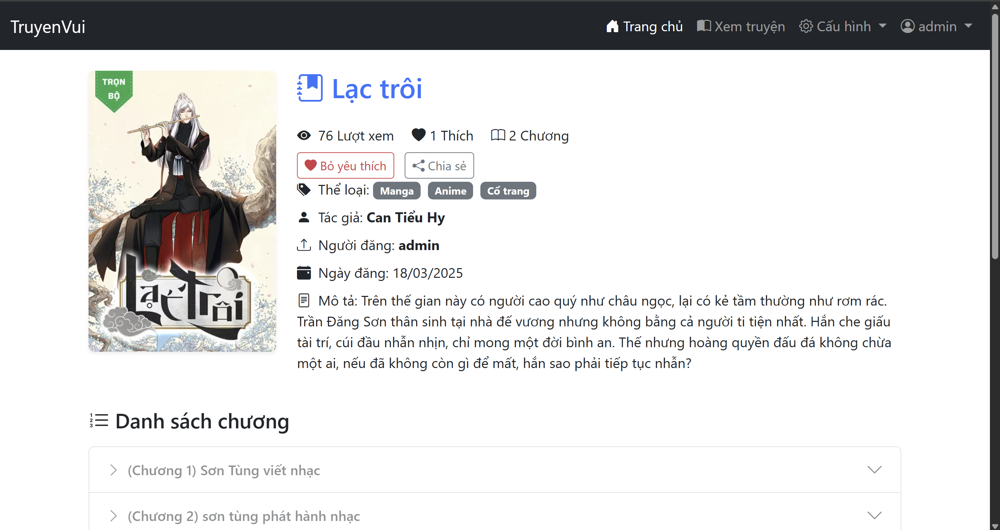 TruyenVui
Trang chủ
Xem truyện
Cấu hình
admin
TRỌN
BỘ
Lạc trôi
Lạc trôi
76 Lượt xem
1 Thích
2 Chương
Bỏ yêu thích
Chia sẻ
Thể loại: Manga Anime Cổ trang
Tác giả: Can Tiểu Hy
Người đăng: admin
Ngày đăng: 18/03/2025
Mô tả: Trên thế gian này có người cao quý như châu ngọc, lại có kẻ tầm thường như rơm rác.
Trần Đăng Sơn thân sinh tại nhà đế vương nhưng không bằng cả người ti tiện nhất. Hắn che giấu
tài trí, cúi đầu nhẫn nhịn, chỉ mong một đời bình an. Thế nhưng hoàng quyền đấu đá không chừa
một ai, nếu đã không còn gì để mất, hắn sao phải tiếp tục nhẫn?
1
2
3
Danh sách chương
(Chương 1) Sơn Tùng viết nhạc
(Chương 2) sơn tùng phát hành nhạc